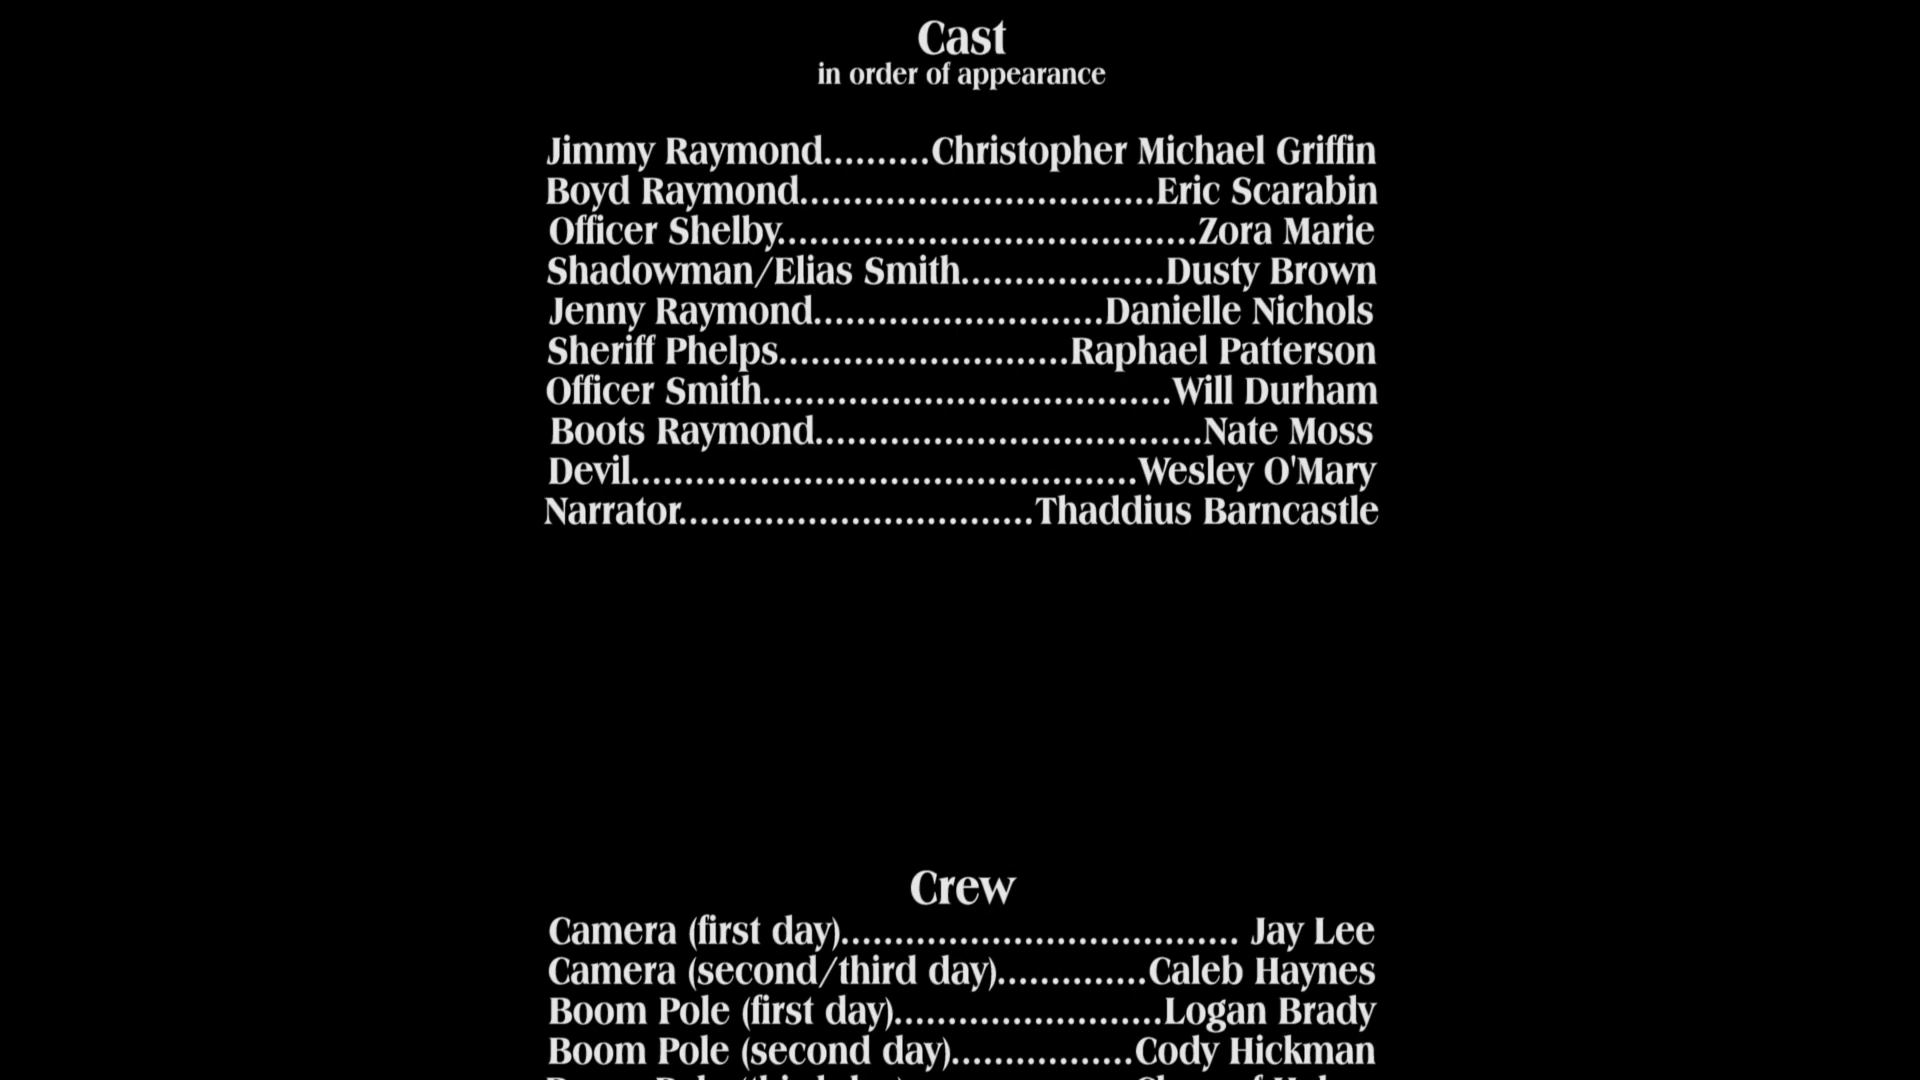 Cast
in order of appearance
Jimmy Raymond..........Christopher Michael Griffin
Boyd Raymond.................................Eric Scarabin
Officer Shelby.......................................Zora Marie
Shadowman/Elias Smith...................Dusty Brown
Jenny Raymond...........................Danielle Nichols
Sheriff Phelps...........................Raphael Patterson
Officer Smith......................................Will Durham
Boots Raymond....................................Nate Moss
Devil...............................................Wesley O'Mary
Narrator.................................Thaddius Barncastle
Crew
Camera (first day)..................................... Jay Lee
Camera (second/third day)..............Caleb Haynes
Boom Pole (first day).........................Logan Brady
Boom Pole (second day).................Cody Hickman